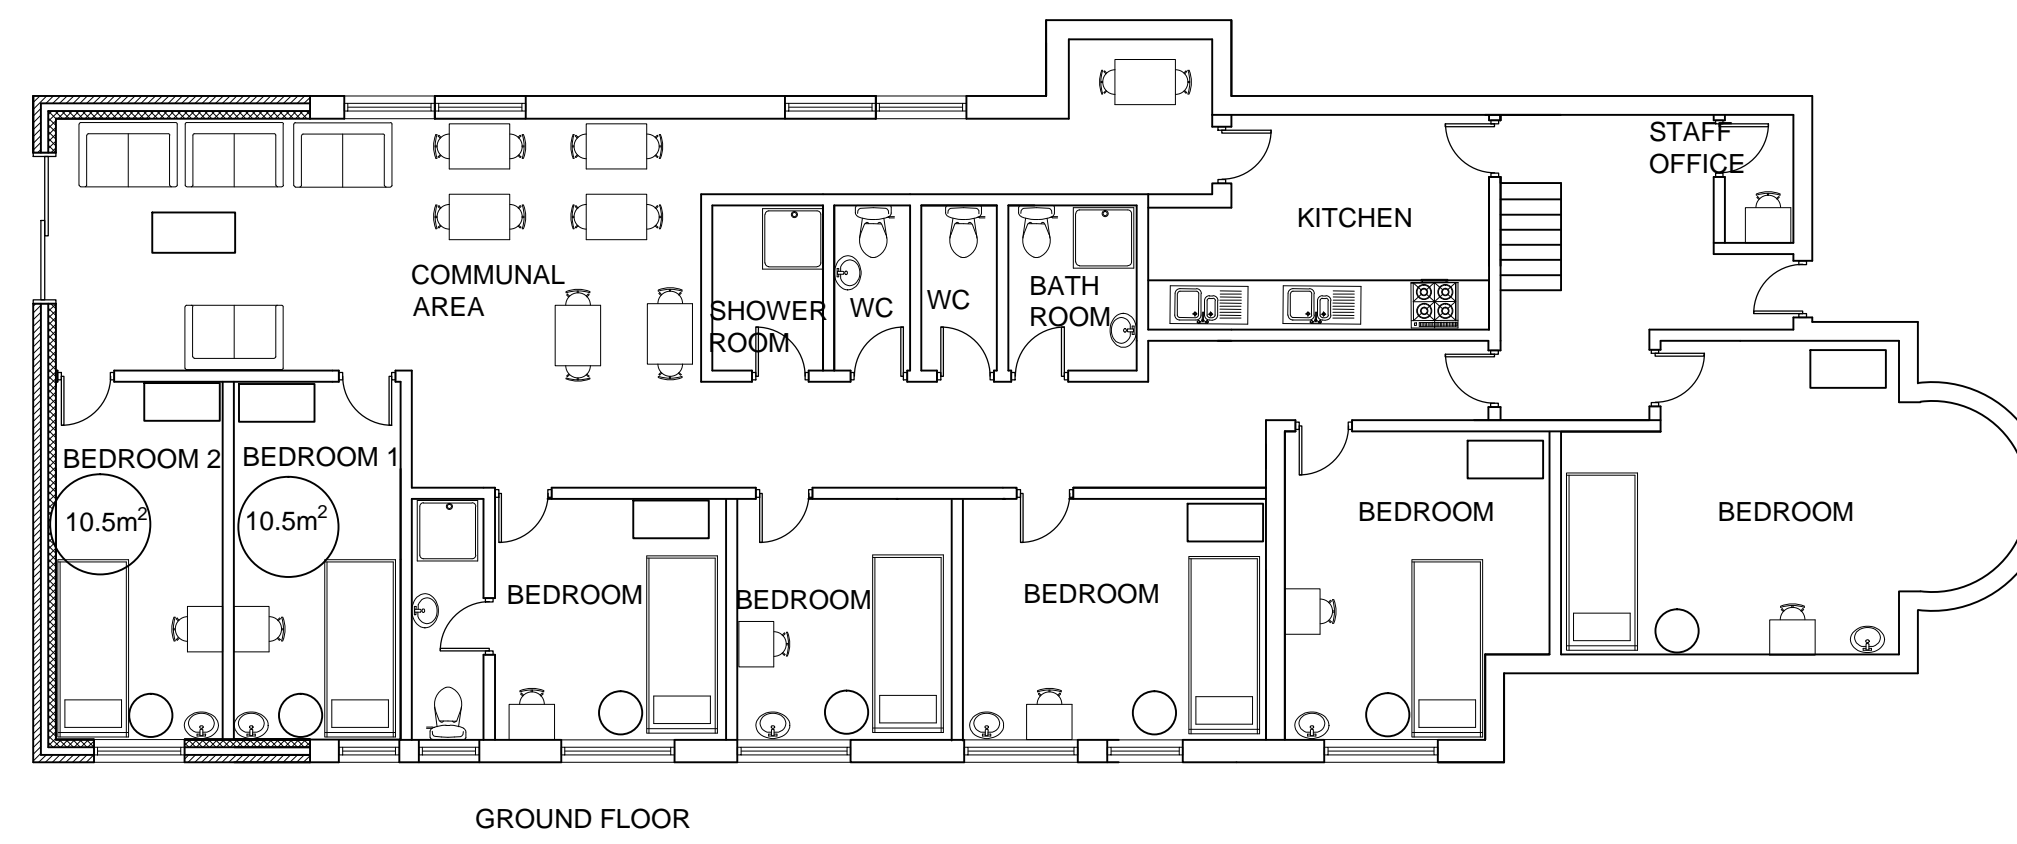 STAFF
OFFICE
KITCHEN
COMMUNAL
AREA
SHOWER
ROOM
WC
WC
BATH
ROOM
BEDROOM 2
BEDROOM 1
10.5m²
10.5m²
BEDROOM
BEDROOM
BEDROOM
BEDROOM
BEDROOM
GROUND FLOOR